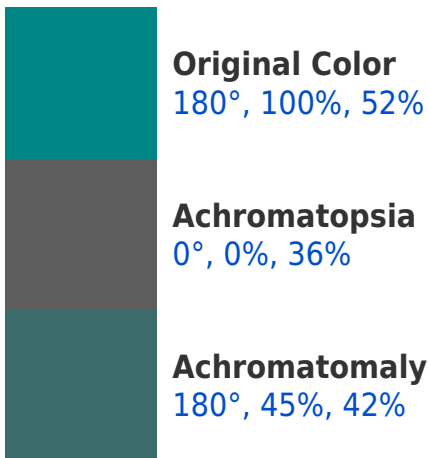 Original Color
180°, 100%, 52%
Achromatopsia
0°, 0%, 36%
Achromatomaly
180°, 45%, 42%